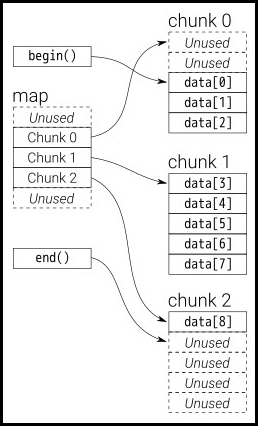 begin()
map
Unused
Chunk 0
Chunk 1
Chunk 2
Unused
end()
chunk 0
Unused
Unused
data[0]
data[1]
data[2]
chunk 1
data[3]
data[4]
data[5]
data[6]
data[7]
chunk 2
data[8]
Unused
Unused
Unused
Unused